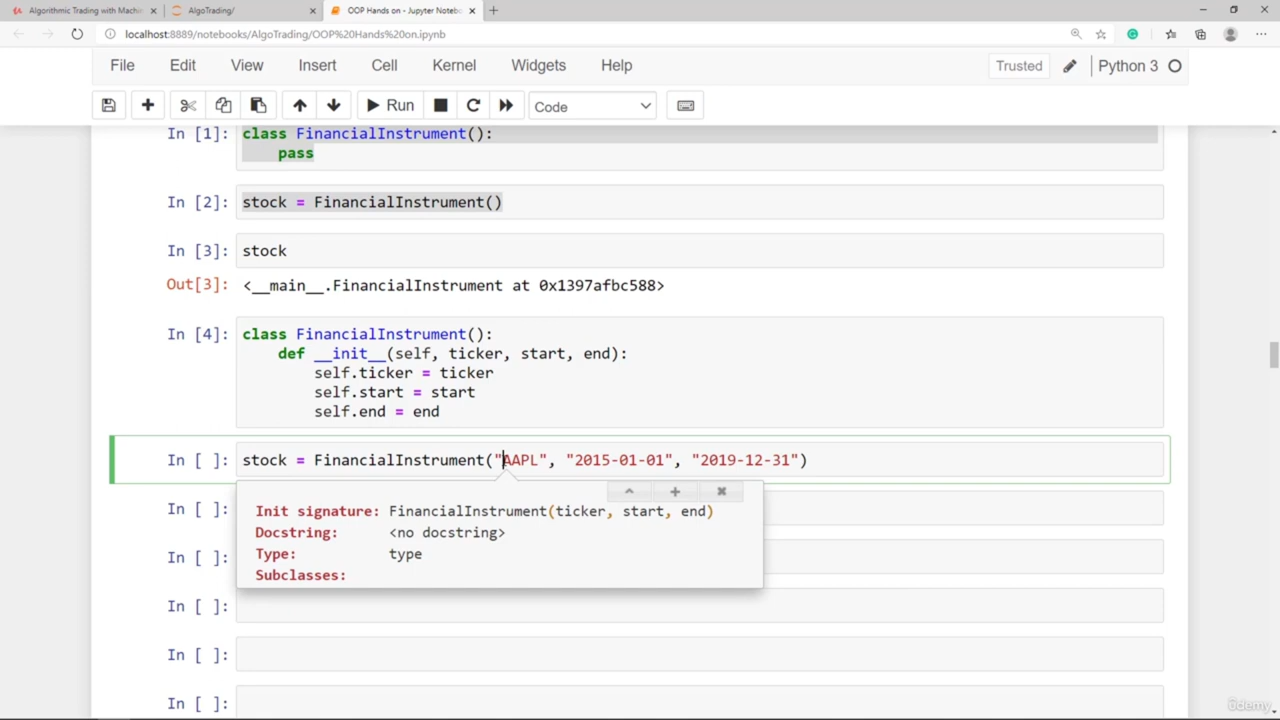 Algorithmic Trading with Machin
AlgoTrading/
OOP Hands on - Jupyter Notebo
localhost:8889/notebooks/AlgoTrading/OOP%20Hands%20on.ipynb
File Edit View Insert Cell Kernel Widgets Help Trusted Python 3
Run Code
In [1]: class FinancialInstrument():
pass
In [2]: stock = FinancialInstrument()
In [3]: stock
Out[3]: <__main__.FinancialInstrument at 0x1397afbc588>
In [4]: class FinancialInstrument():
def __init__(self, ticker, start, end):
self.ticker = ticker
self.start = start
self.end = end
In [ ]: stock = FinancialInstrument("AAPL", "2015-01-01", "2019-12-31")
In [ ]:
Init signature: FinancialInstrument(ticker, start, end)
Docstring: <no docstring>
In [ ]:
Type: type
Subclasses:
In [ ]:
In [ ]:
In [ ]:
ûdemy